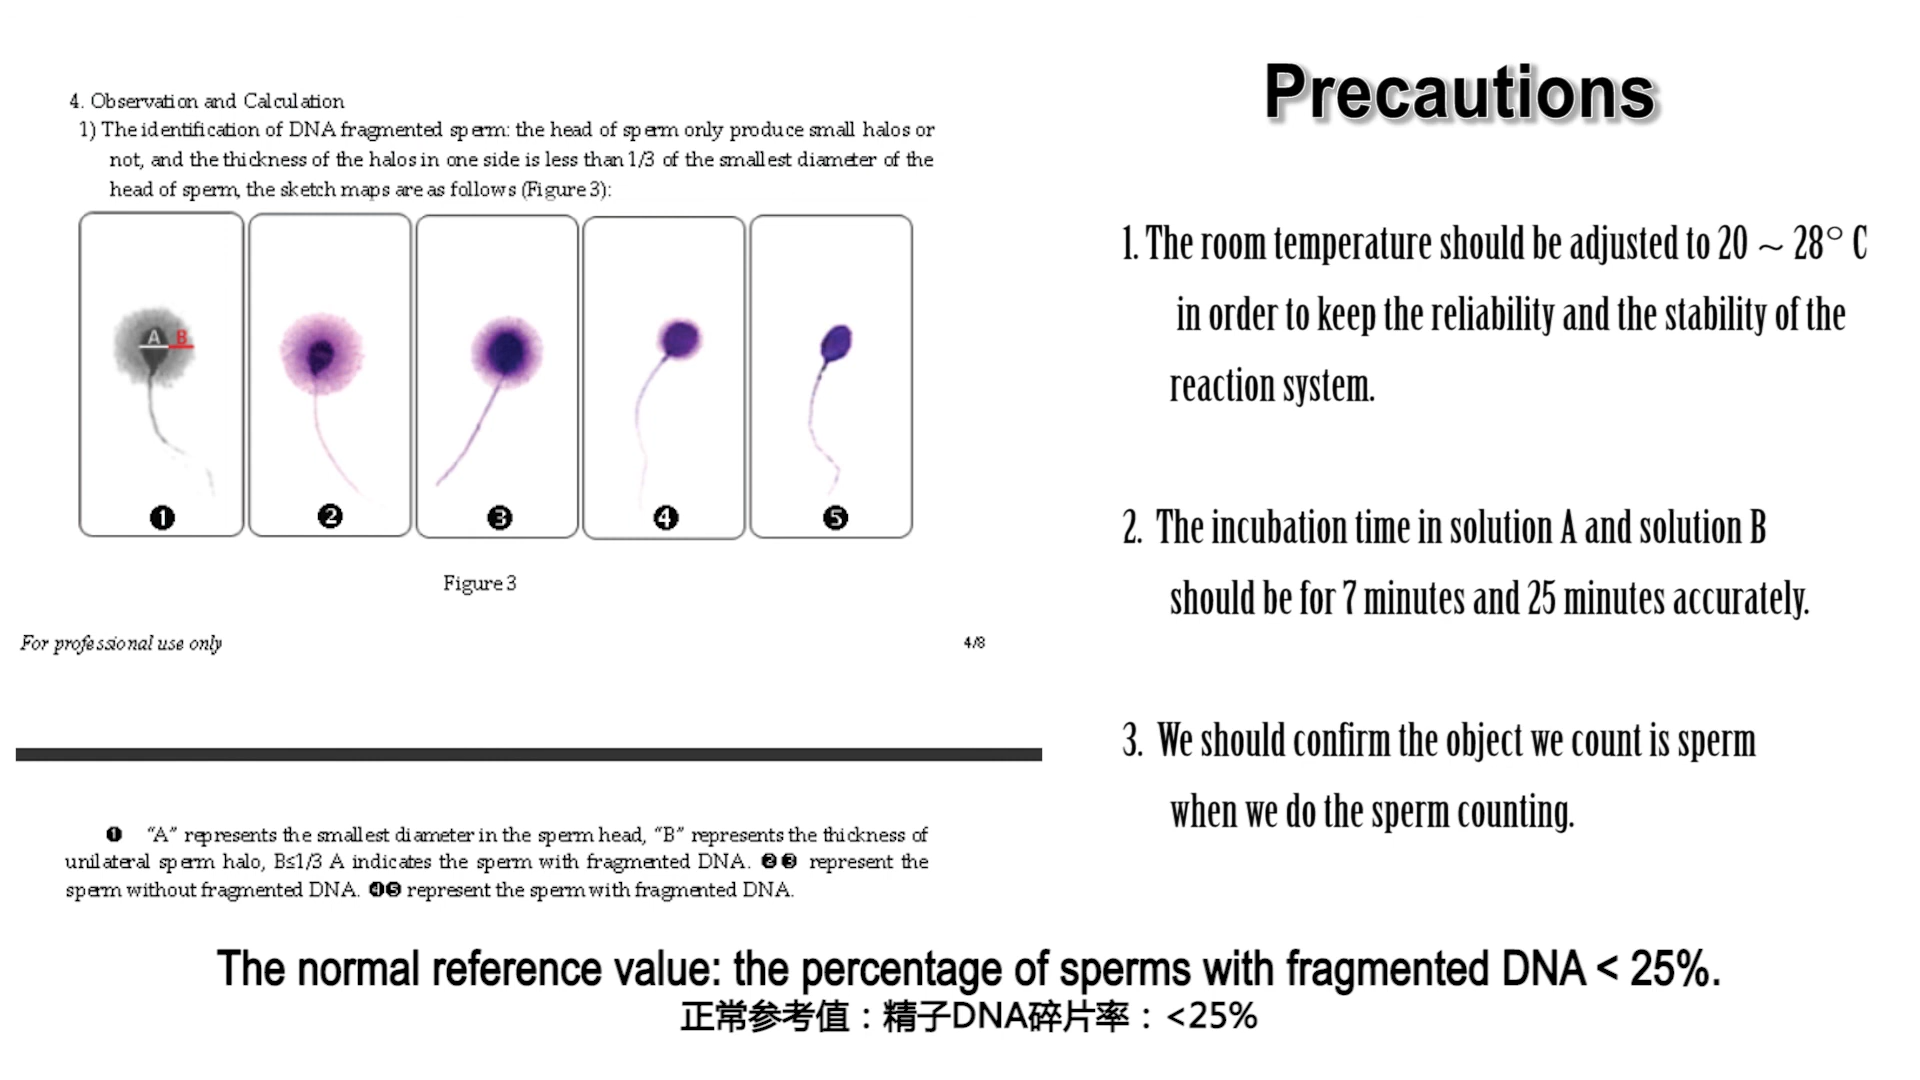 4. Observation and Calculation
1) The identification of DNA fragmented sperm: the head of sperm only produce small halos or
not, and the thickness of the halos in one side is less than 1/3 of the smallest diameter of the
head of sperm, the sketch maps are as follows (Figure 3):
A B
❶ ❷ ❸ ❹ ❺
Figure 3
For professional use only 4/8
❶ “A” represents the smallest diameter in the sperm head, “B” represents the thickness of
unilateral sperm halo, B≤1/3 A indicates the sperm with fragmented DNA. ❷❸ represent the
sperm without fragmented DNA. ❹❺ represent the sperm with fragmented DNA.
Precautions
1. The room temperature should be adjusted to 20 ~ 28° C
in order to keep the reliability and the stability of the
reaction system.
2. The incubation time in solution A and solution B
should be for 7 minutes and 25 minutes accurately.
3. We should confirm the object we count is sperm
when we do the sperm counting.
The normal reference value: the percentage of sperms with fragmented DNA < 25%.
正常参考值：精子DNA碎片率：<25%